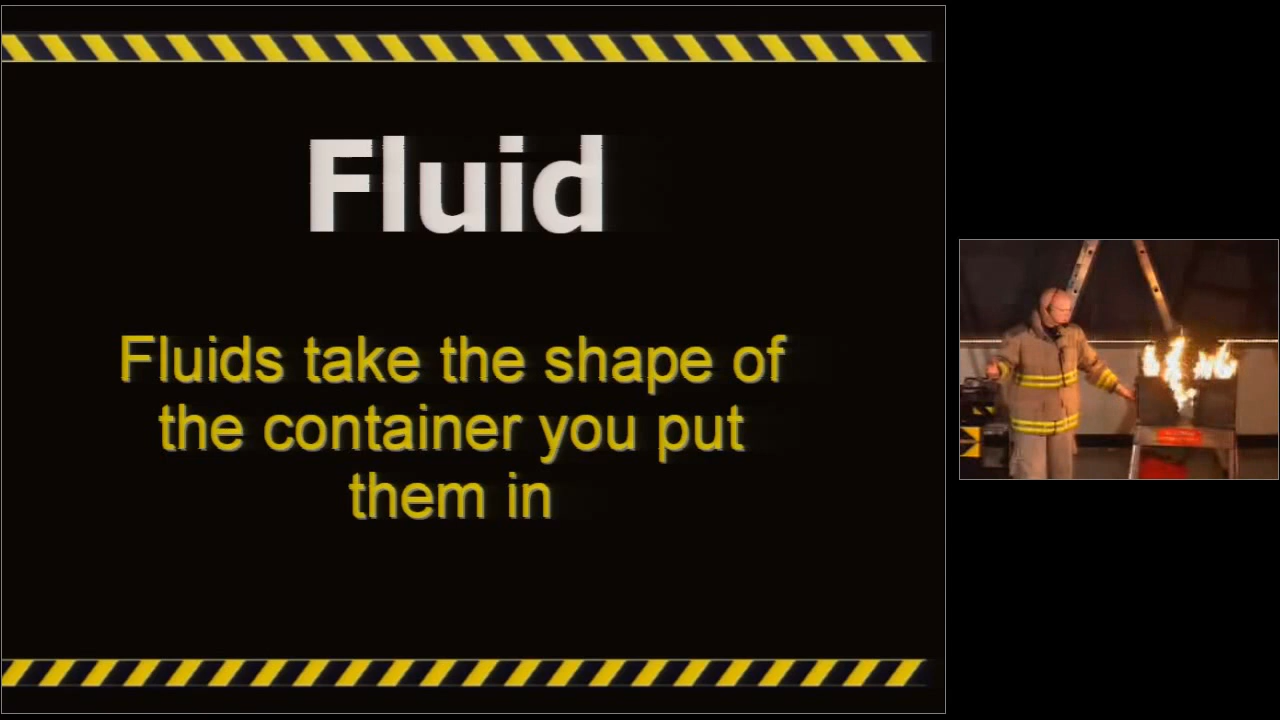 Fluid
Fluids take the shape of
the container you put
them in